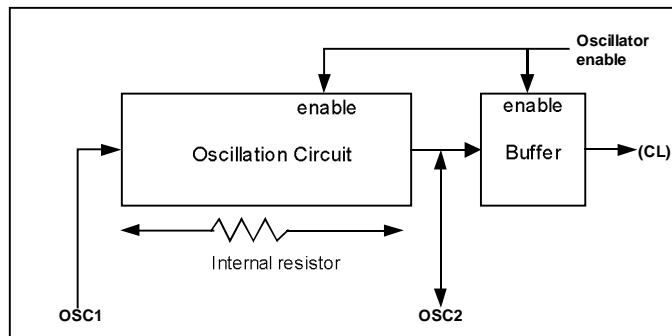 Oscillator
enable
enable
enable
Oscillation Circuit
Buffer
(CL)
Internal resistor
OSC1
OSC2